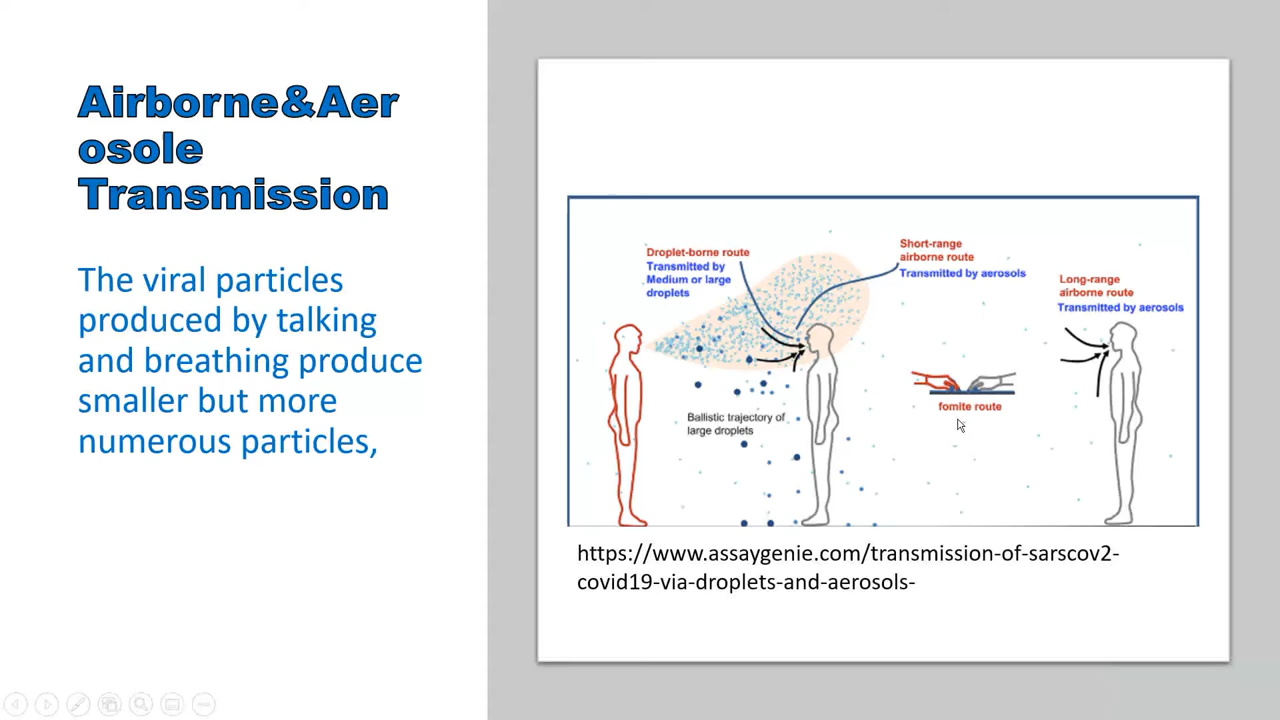 Airborne&Aer
osole
Transmission
The viral particles
produced by talking
and breathing produce
smaller but more
numerous particles,
Droplet-borne route
Transmitted by
Medium or large
droplets
Short-range
airborne route
Transmitted by aerosols
Long-range
airborne route
Transmitted by aerosols
Ballistic trajectory of
large droplets
fomite route
https://www.assaygenie.com/transmission-of-sarscov2-
covid19-via-droplets-and-aerosols-